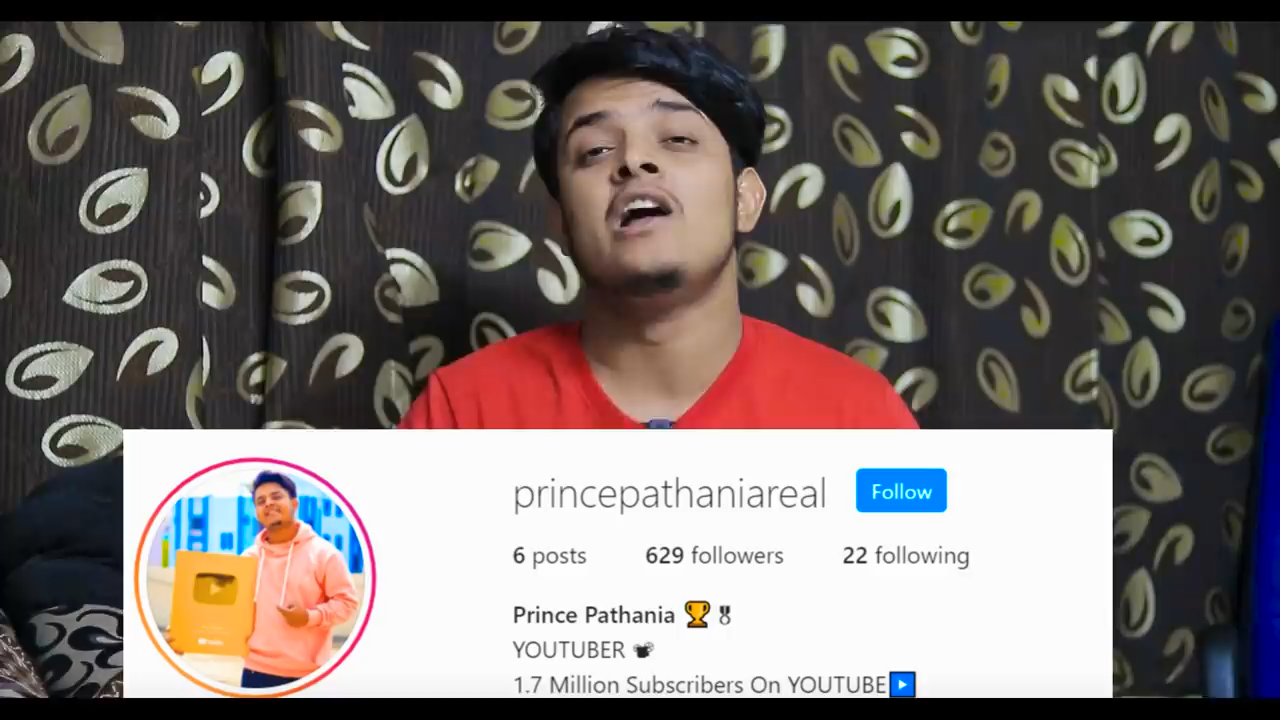 princepathaniareal Follow
6 posts 629 followers 22 following
Prince Pathania 🏆 🎖
YOUTUBER 📽
1.7 Million Subscribers On YOUTUBE▶